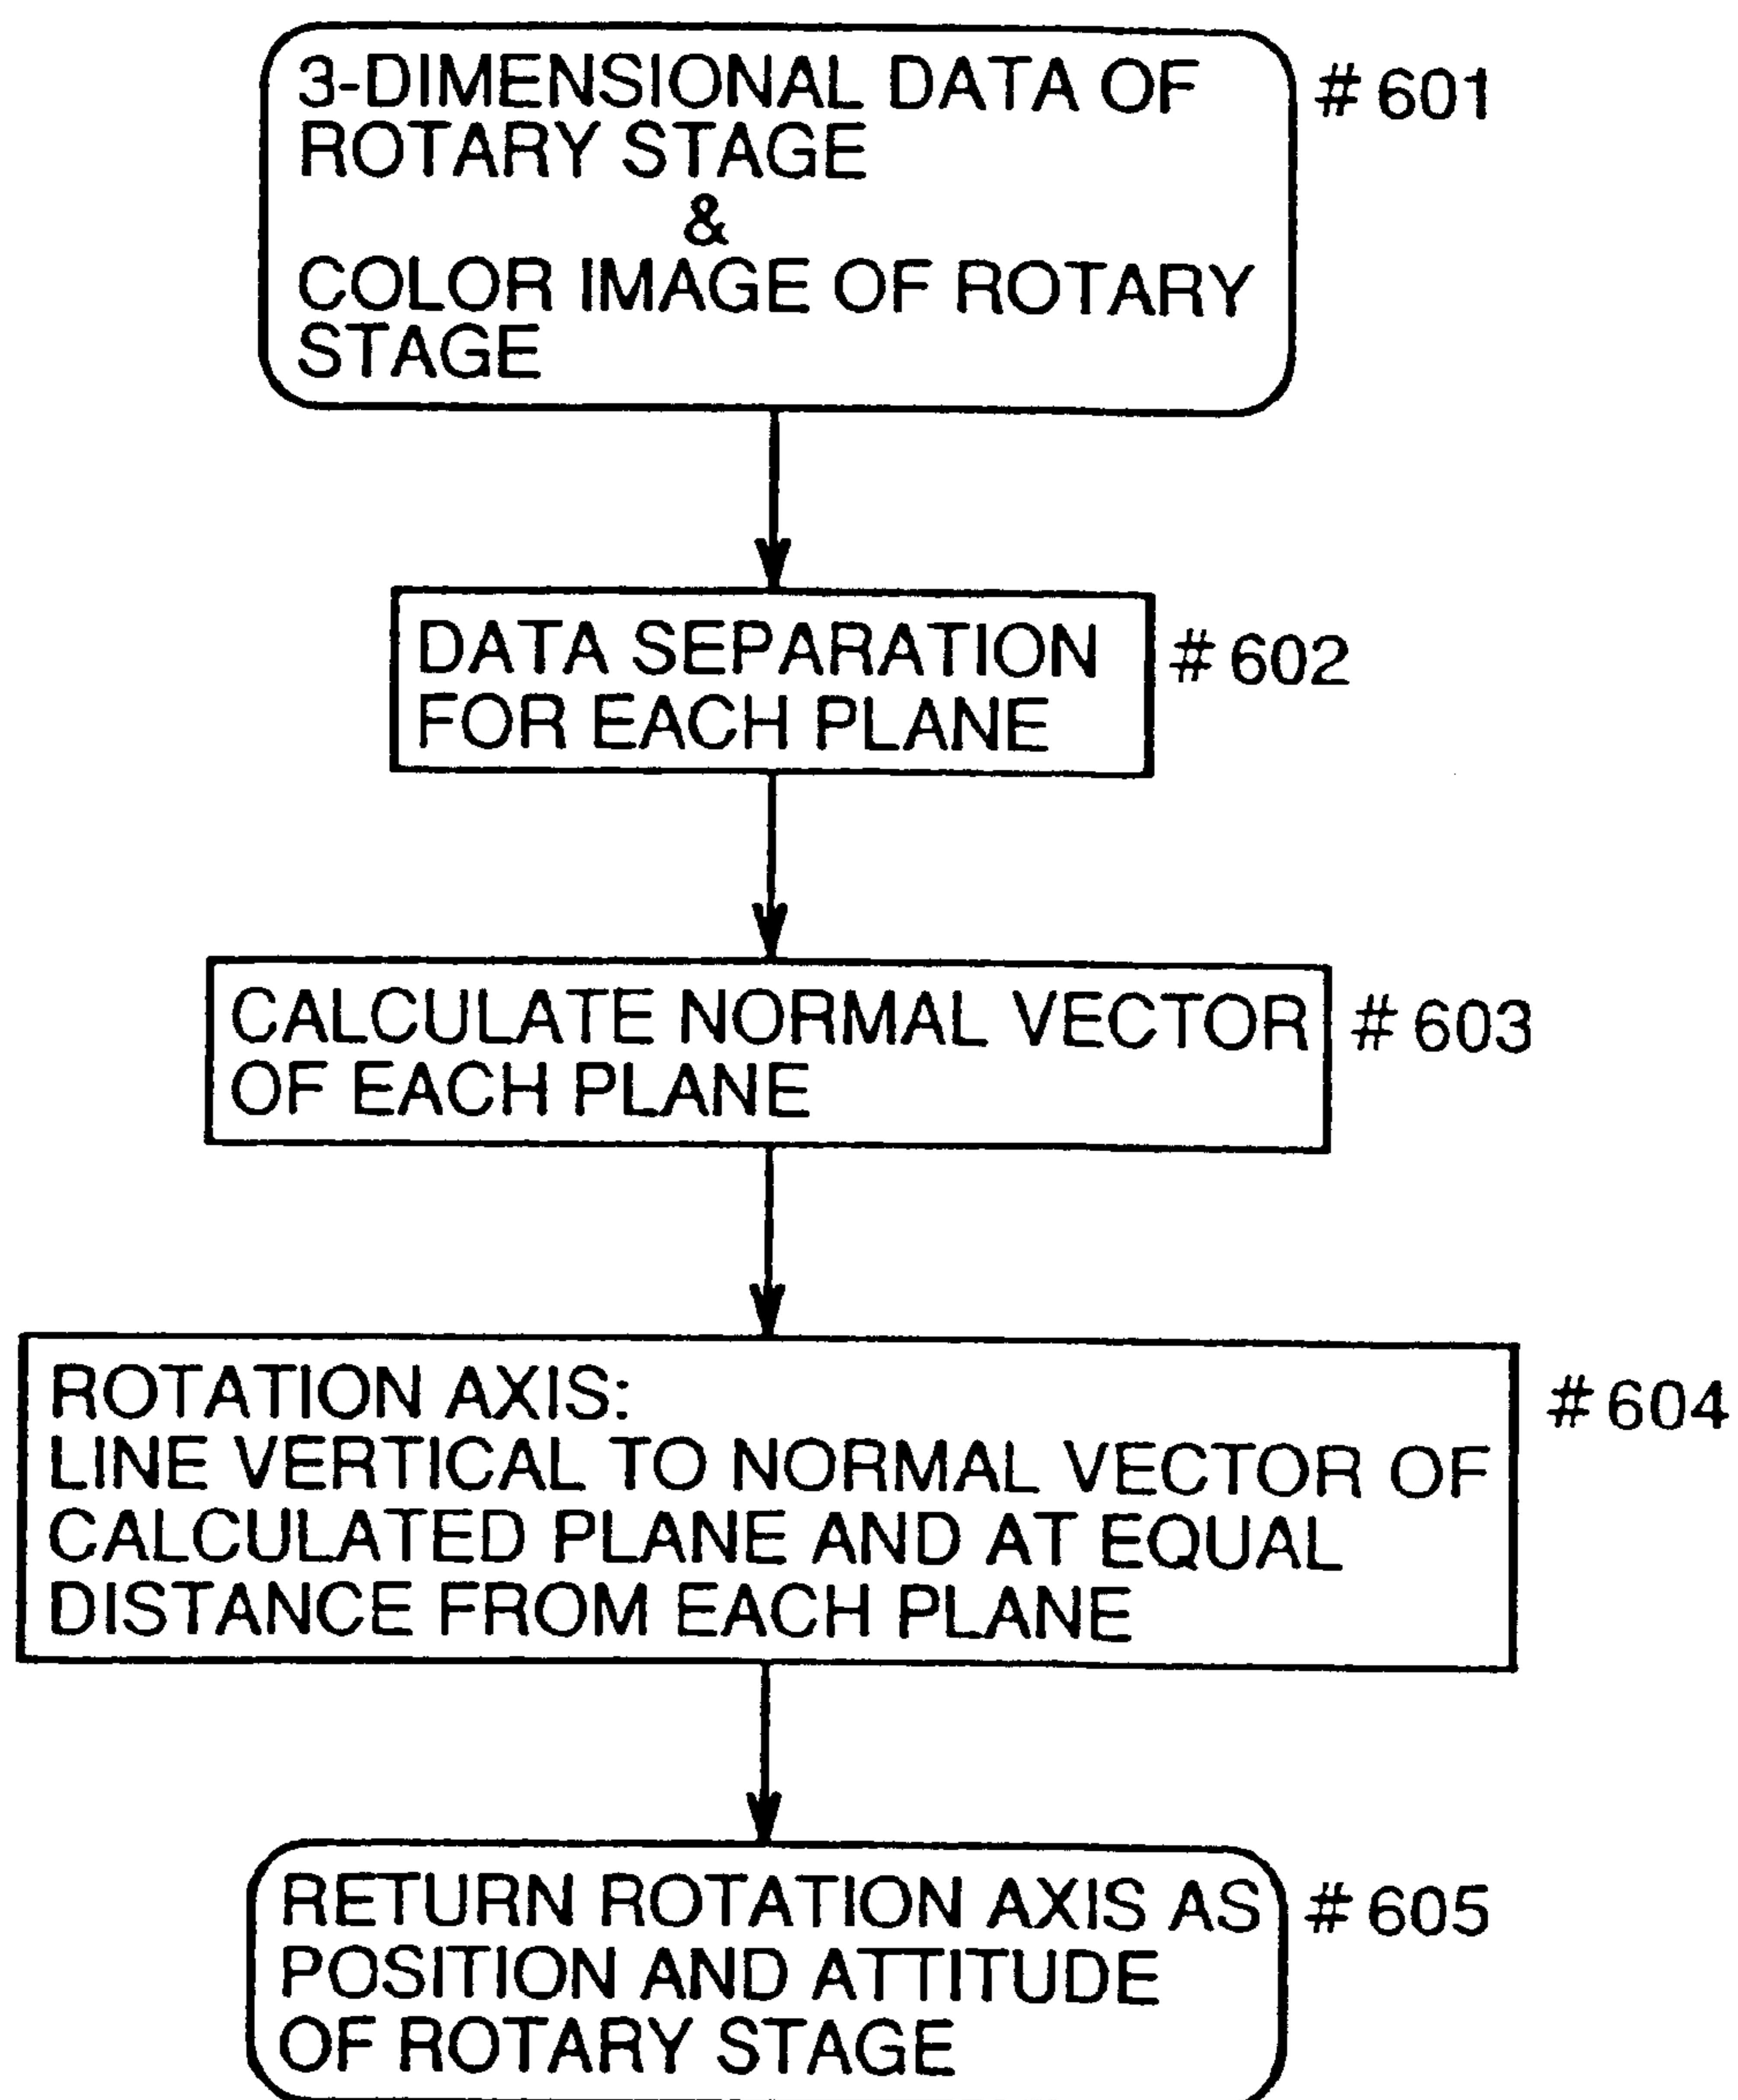 3-DIMENSIONAL DATA OF
ROTARY STAGE
&
COLOR IMAGE OF ROTARY
STAGE
#601
DATA SEPARATION
FOR EACH PLANE
#602
CALCULATE NORMAL VECTOR
OF EACH PLANE
#603
ROTATION AXIS:
LINE VERTICAL TO NORMAL VECTOR OF
CALCULATED PLANE AND AT EQUAL
DISTANCE FROM EACH PLANE
#604
RETURN ROTATION AXIS AS
POSITION AND ATTITUDE
OF ROTARY STAGE
#605